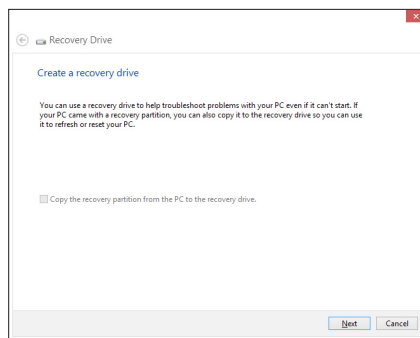 Recovery Drive
Create a recovery drive
You can use a recovery drive to help troubleshoot problems with your PC even if it can't start. If
your PC came with a recovery partition, you can also copy it to the recovery drive so you can use
it to refresh or reset your PC.
Copy the recovery partition from the PC to the recovery drive.
Next Cancel